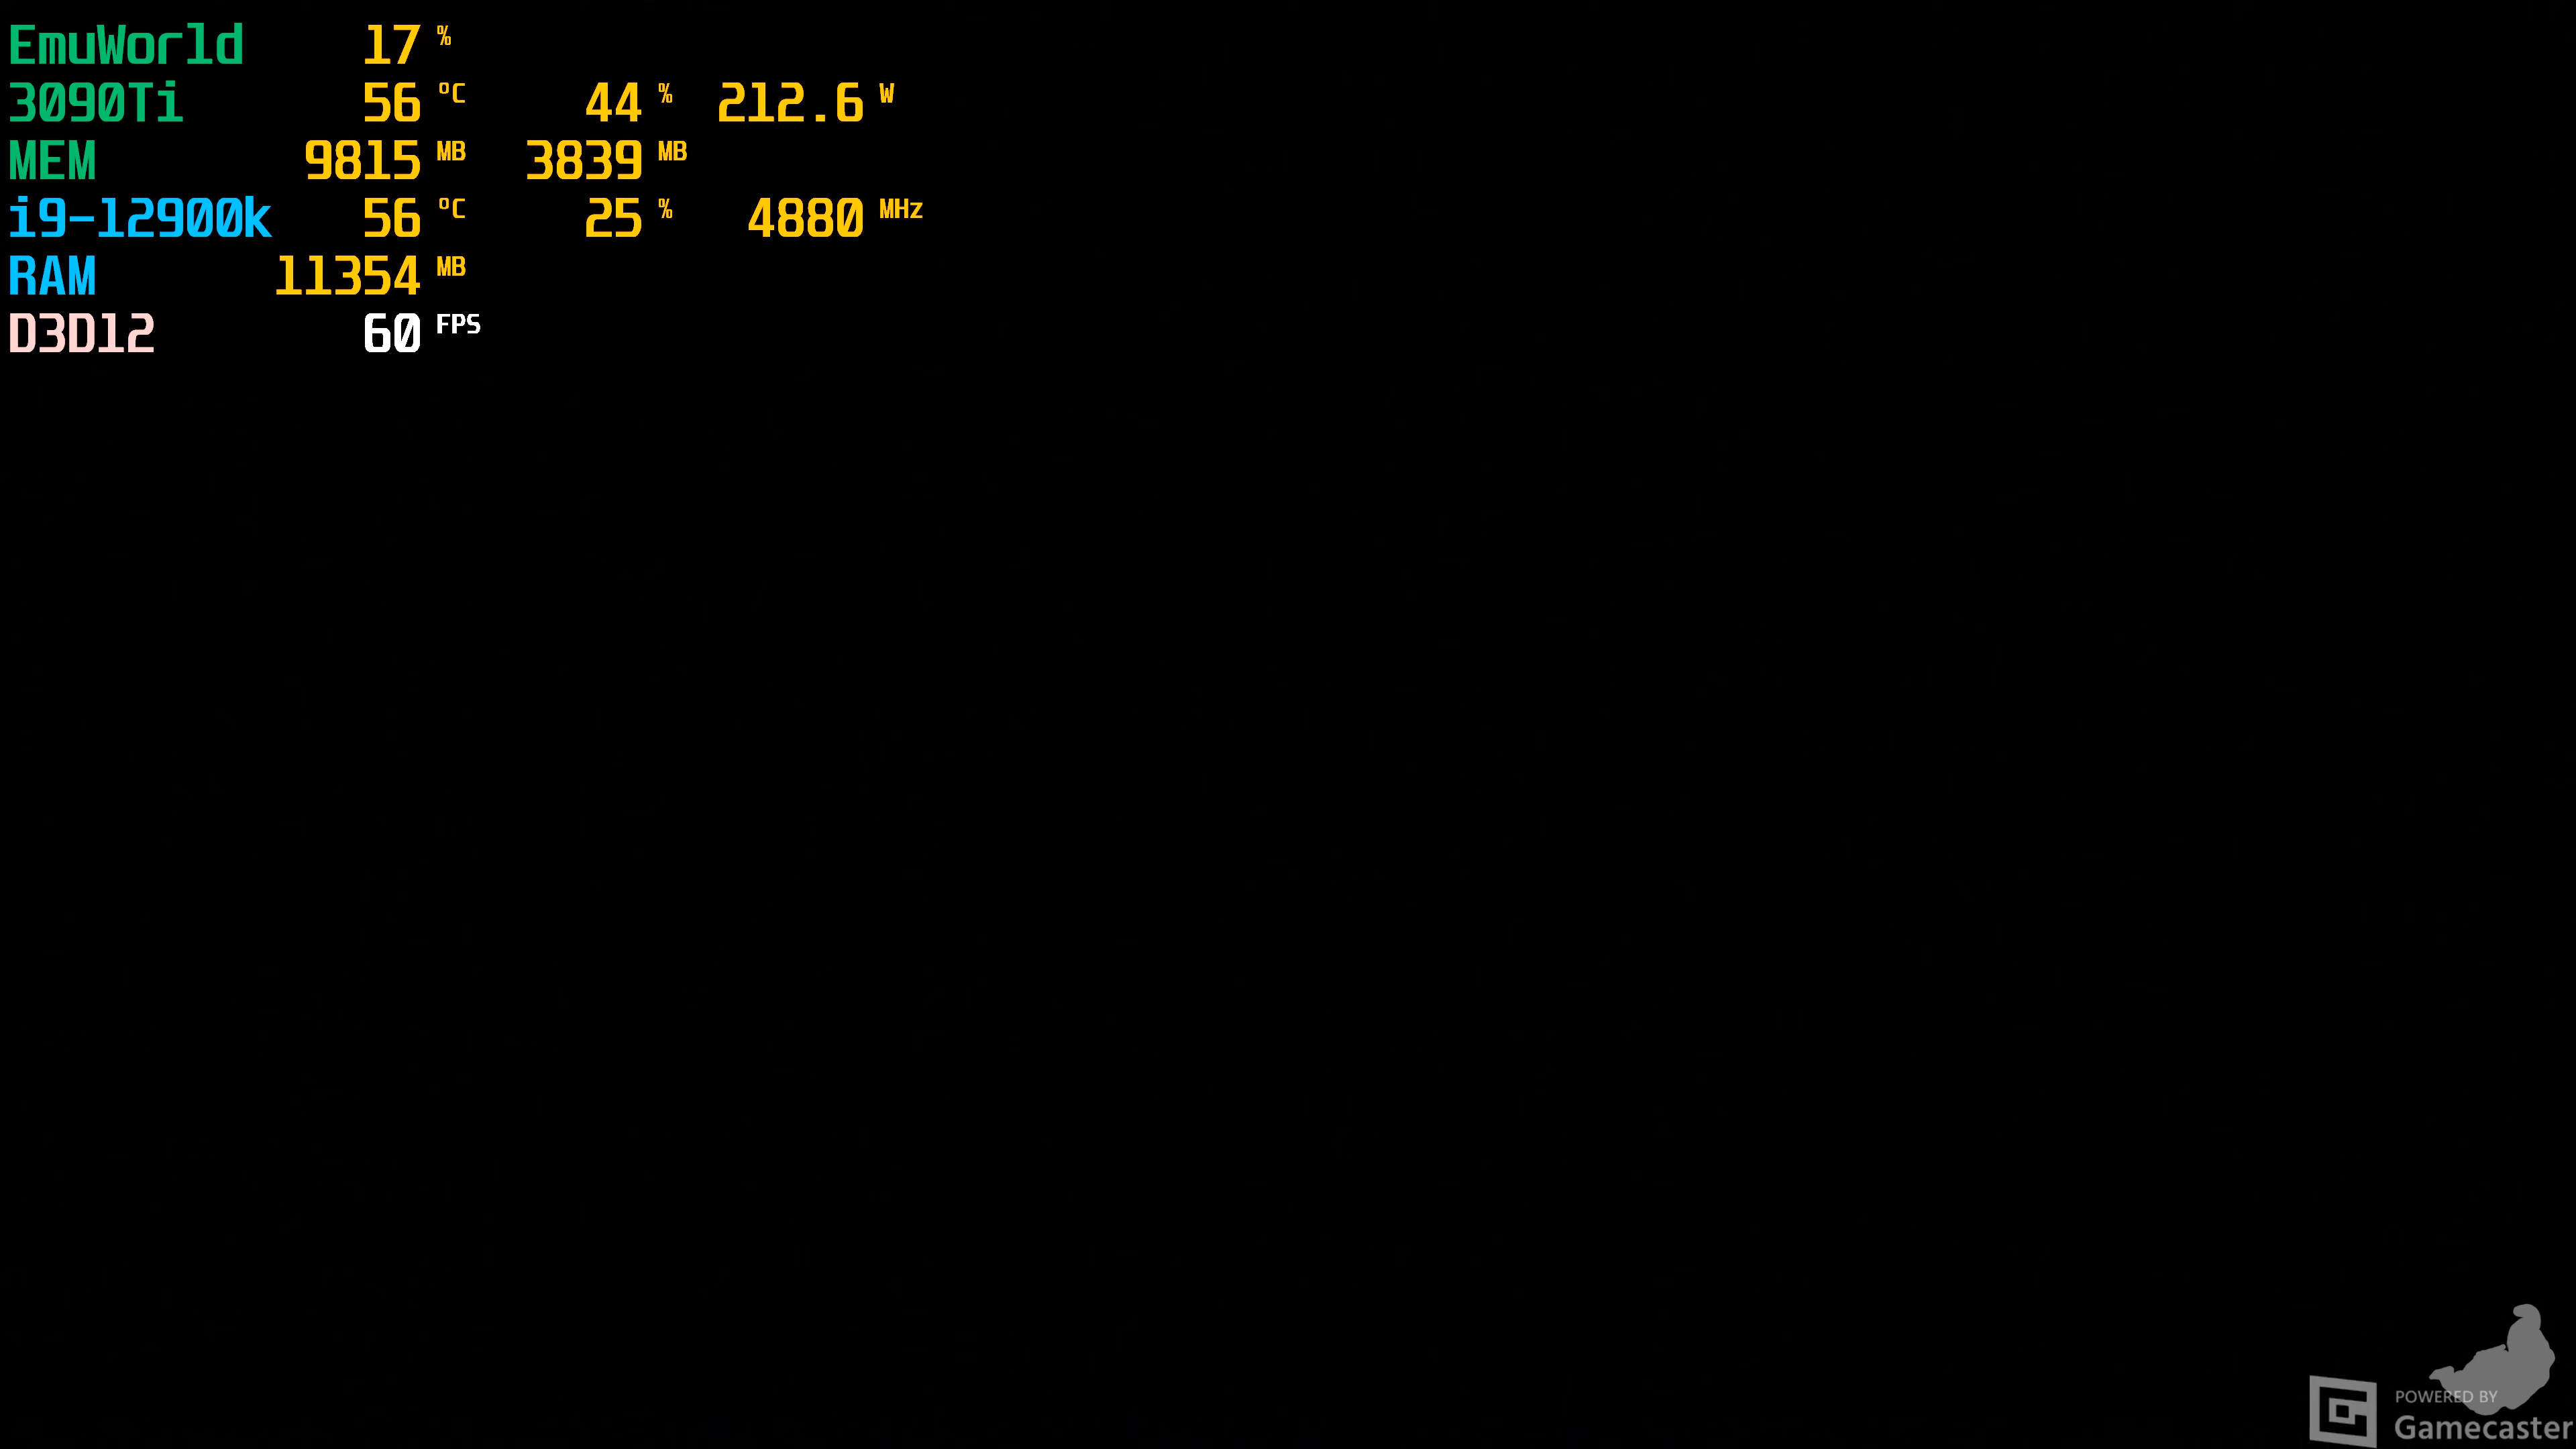 EmuWorld 17 %
3090Ti 56 °C 44 % 212.6 W
MEM 9815 MB 3839 MB
i9-12900k 56 °C 25 % 4880 MHz
RAM 11354 MB
D3D12 60 FPS
POWERED BY
Gamecaster